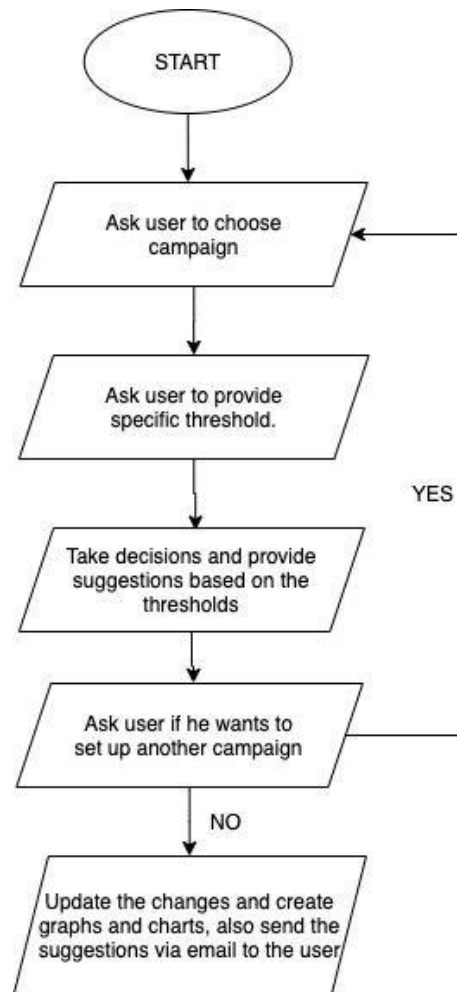 START
Ask user to choose
campaign
Ask user to provide
specific threshold.
YES
Take decisions and provide
suggestions based on the
thresholds
Ask user if he wants to
set up another campaign
NO
Update the changes and create
graphs and charts, also send the
suggestions via email to the user